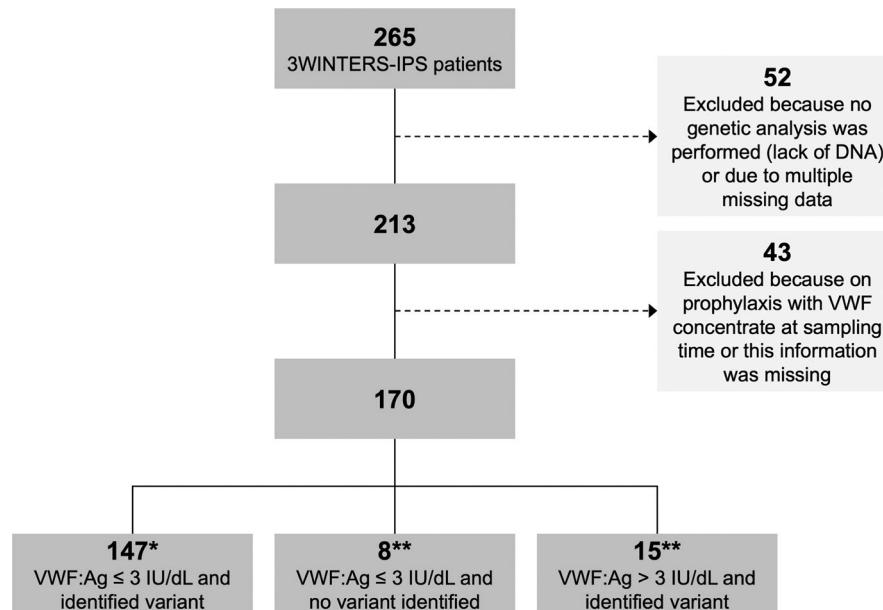 265
3WINTERS-IPS patients
52
Excluded because no
genetic analysis was
performed (lack of DNA)
or due to multiple
missing data
213
43
Excluded because on
prophylaxis with VWF
concentrate at sampling
time or this information
was missing
170
147*
VWF:Ag ≤ 3 IU/dL and
identified variant
8**
VWF:Ag ≤ 3 IU/dL and
no variant identified
15**
VWF:Ag > 3 IU/dL and
identified variant